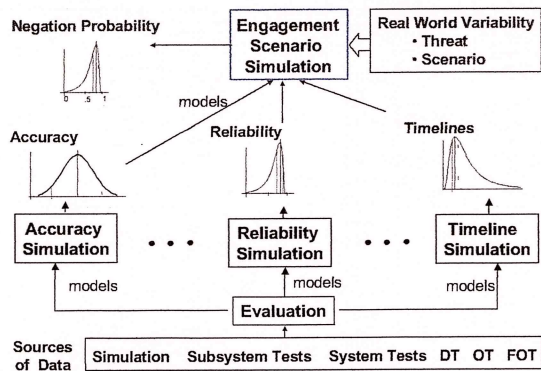 Negation Probability
0 .5 1
Engagement
Scenario
Simulation
Real World Variability
• Threat
• Scenario
models
Accuracy
Reliability
Timelines
Accuracy
Simulation
• • •
Reliability
Simulation
• • •
Timeline
Simulation
models
models
models
Evaluation
Sources
of Data
Simulation Subsystem Tests System Tests DT OT FOT